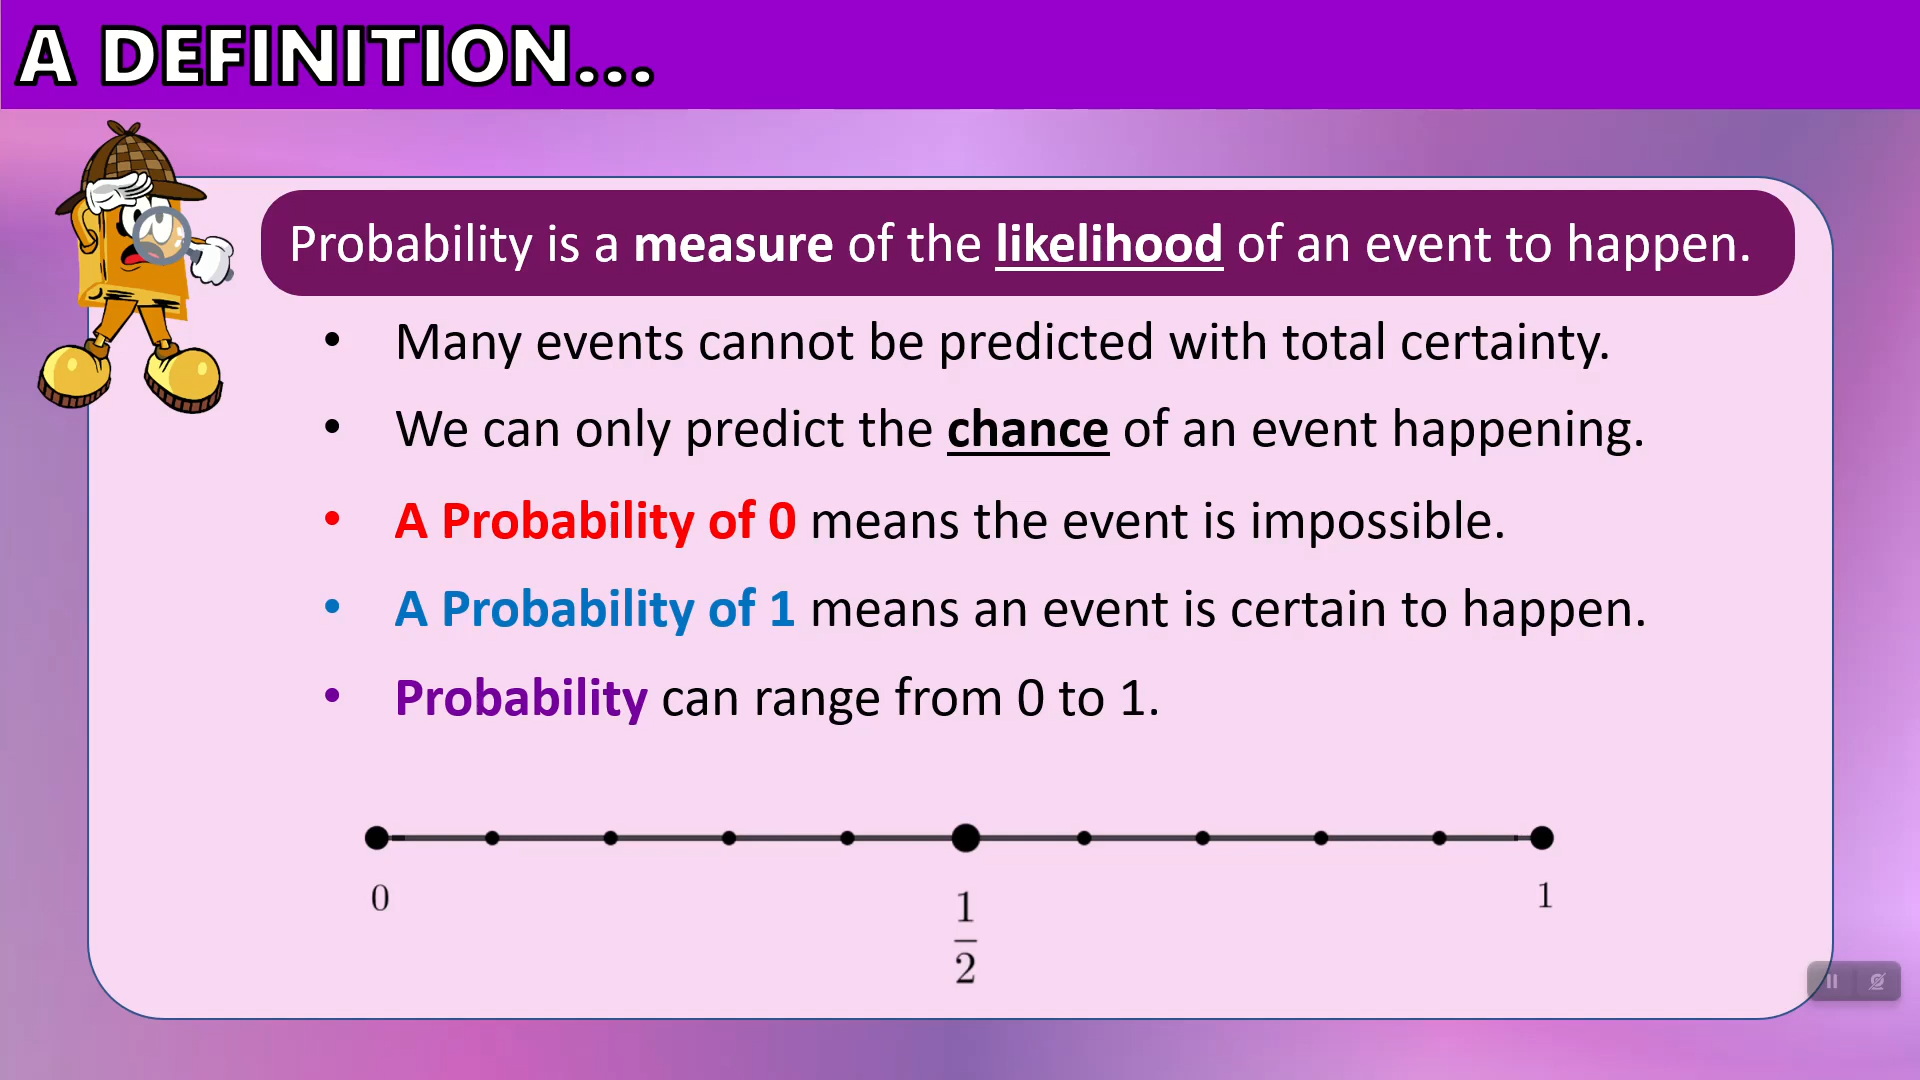 A DEFINITION...
Probability is a measure of the likelihood of an event to happen.
• Many events cannot be predicted with total certainty.
• We can only predict the chance of an event happening.
• A Probability of 0 means the event is impossible.
• A Probability of 1 means an event is certain to happen.
• Probability can range from 0 to 1.
0
1
2
1